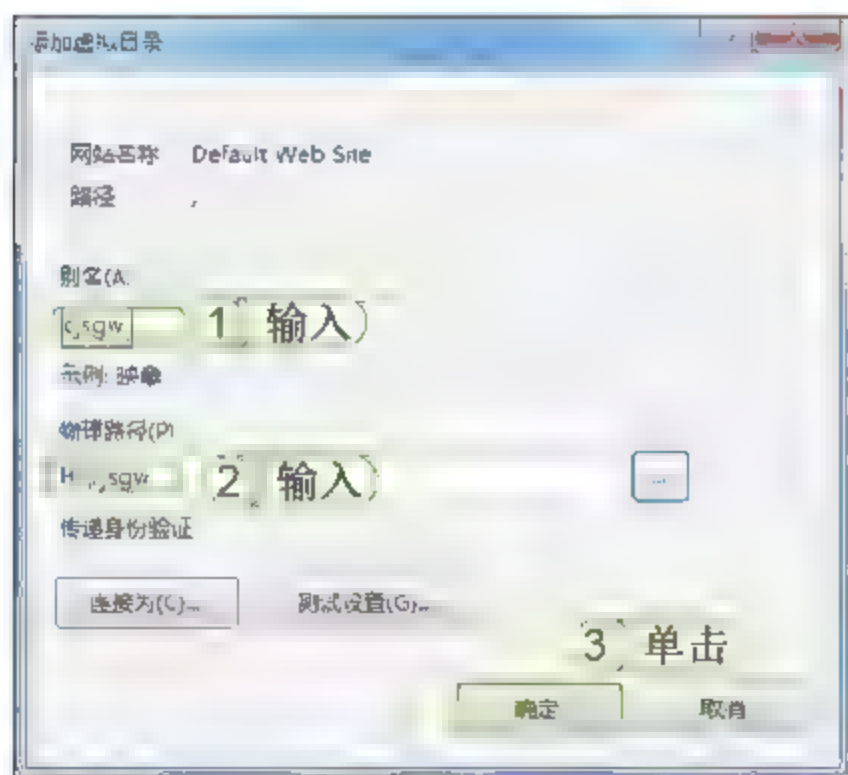 添加虚拟目录
网站名称 Default Web Site
路径 /
别名(A)
1 输入
示例: 映像
物理路径(P)
2 输入
...
传递身份验证
连接为(C)... 测试设置(G)...
3 单击
确定 取消